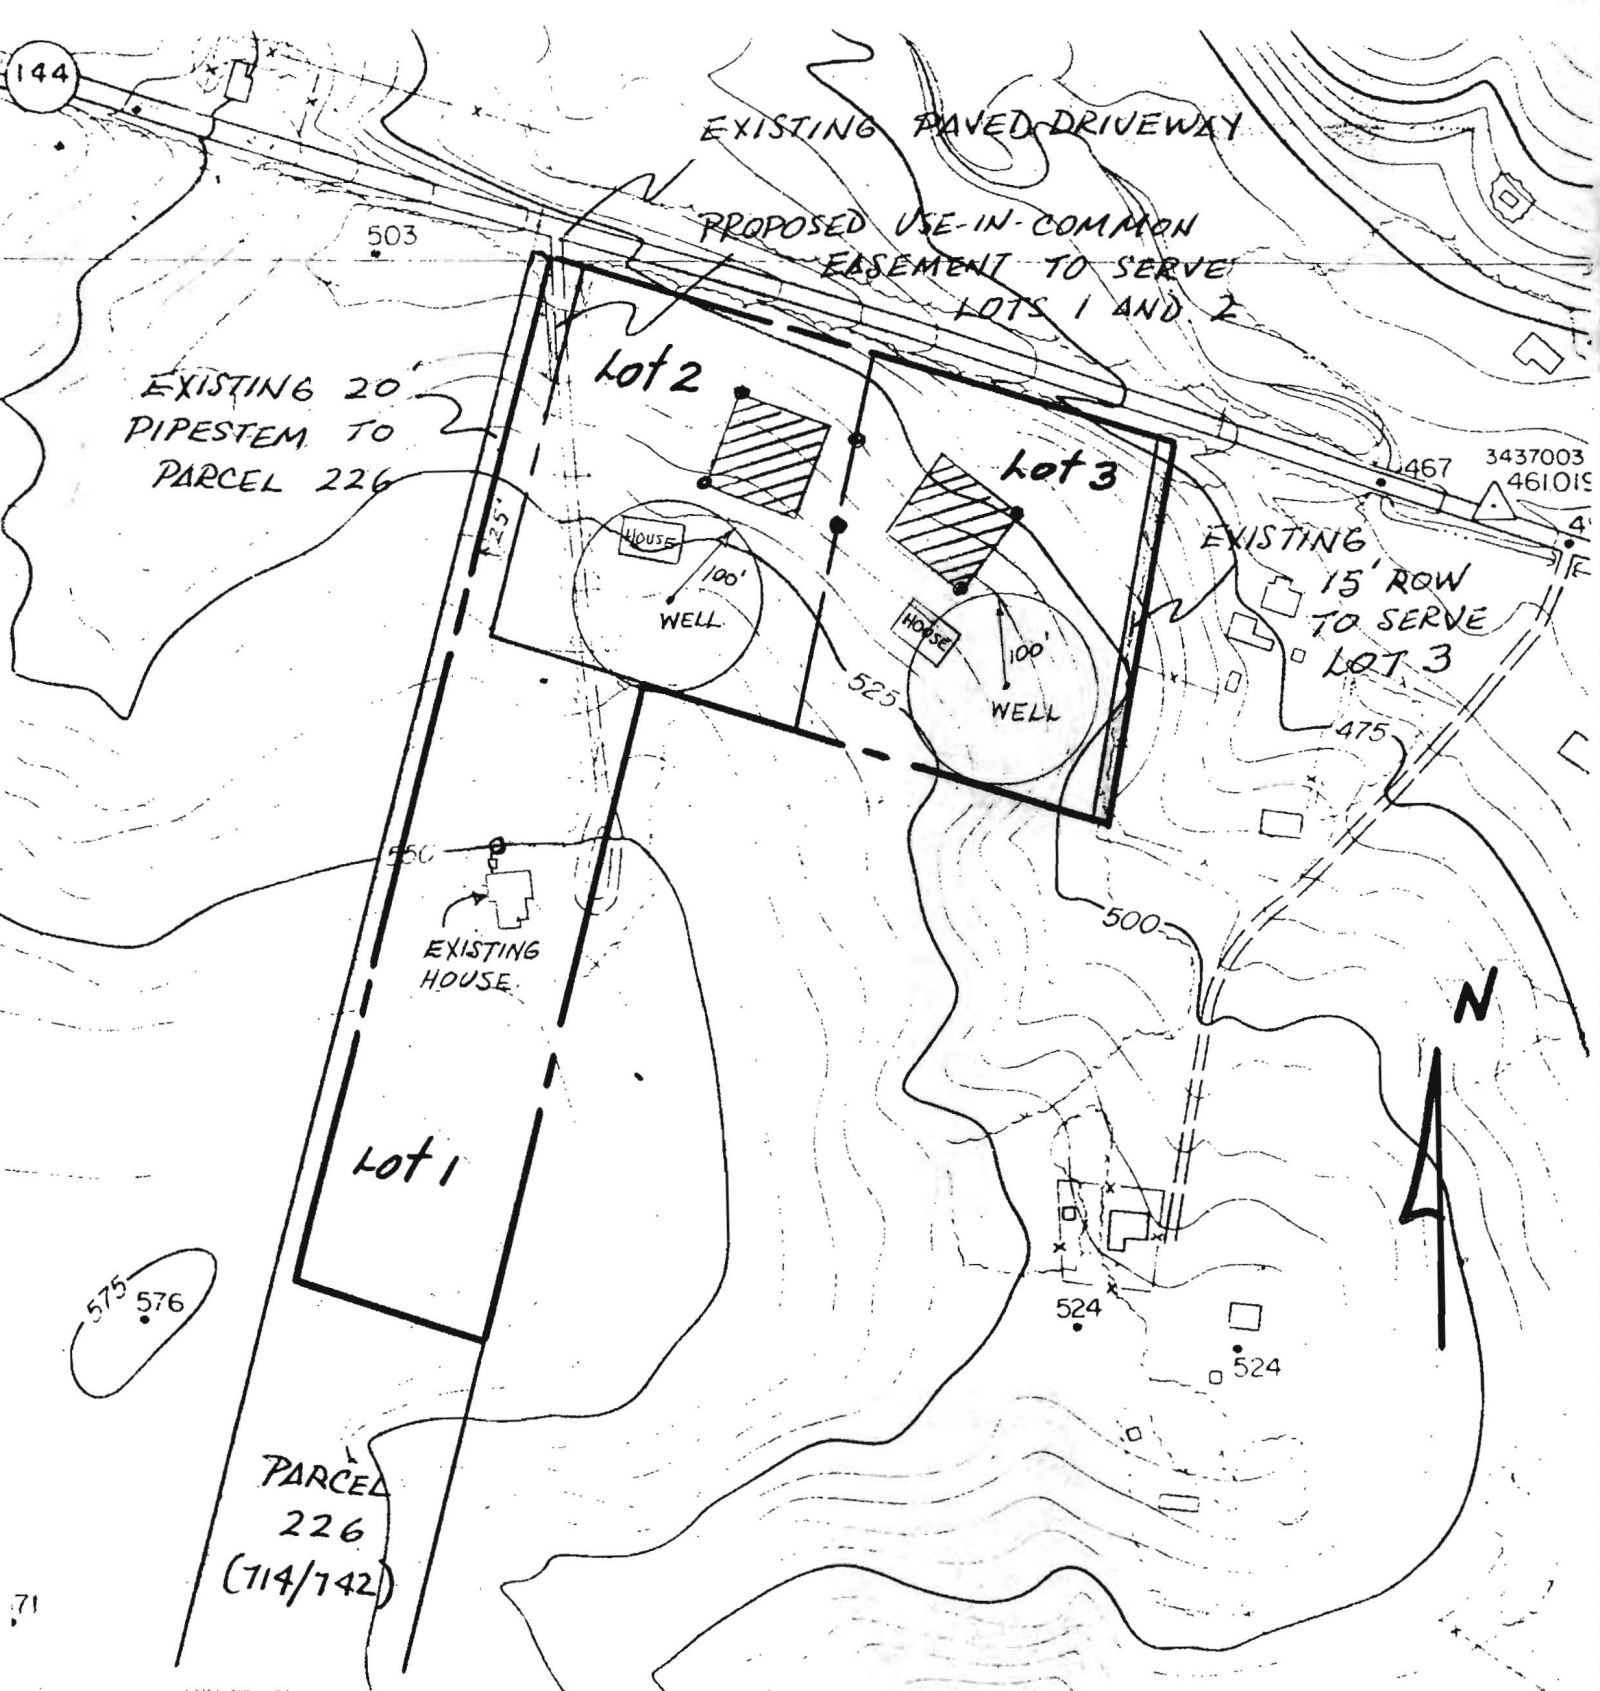 144
EXISTING PAVED DRIVEWAY
503
PROPOSED USE-IN-COMMON
EASEMENT TO SERVE
LOTS 1 AND 2
Lot 2
EXISTING 20'
PIPESTEM TO
PARCEL 226
Lot 3
467
3437003
461.019
25'
HOUSE
100'
WELL
EXISTING
15' ROW
TO SERVE
LOT 3
HOUSE
100'
WELL
525
475
550
EXISTING
HOUSE
500
N
Lot 1
575
576
524
524
PARCEL
226
(714/742)
71